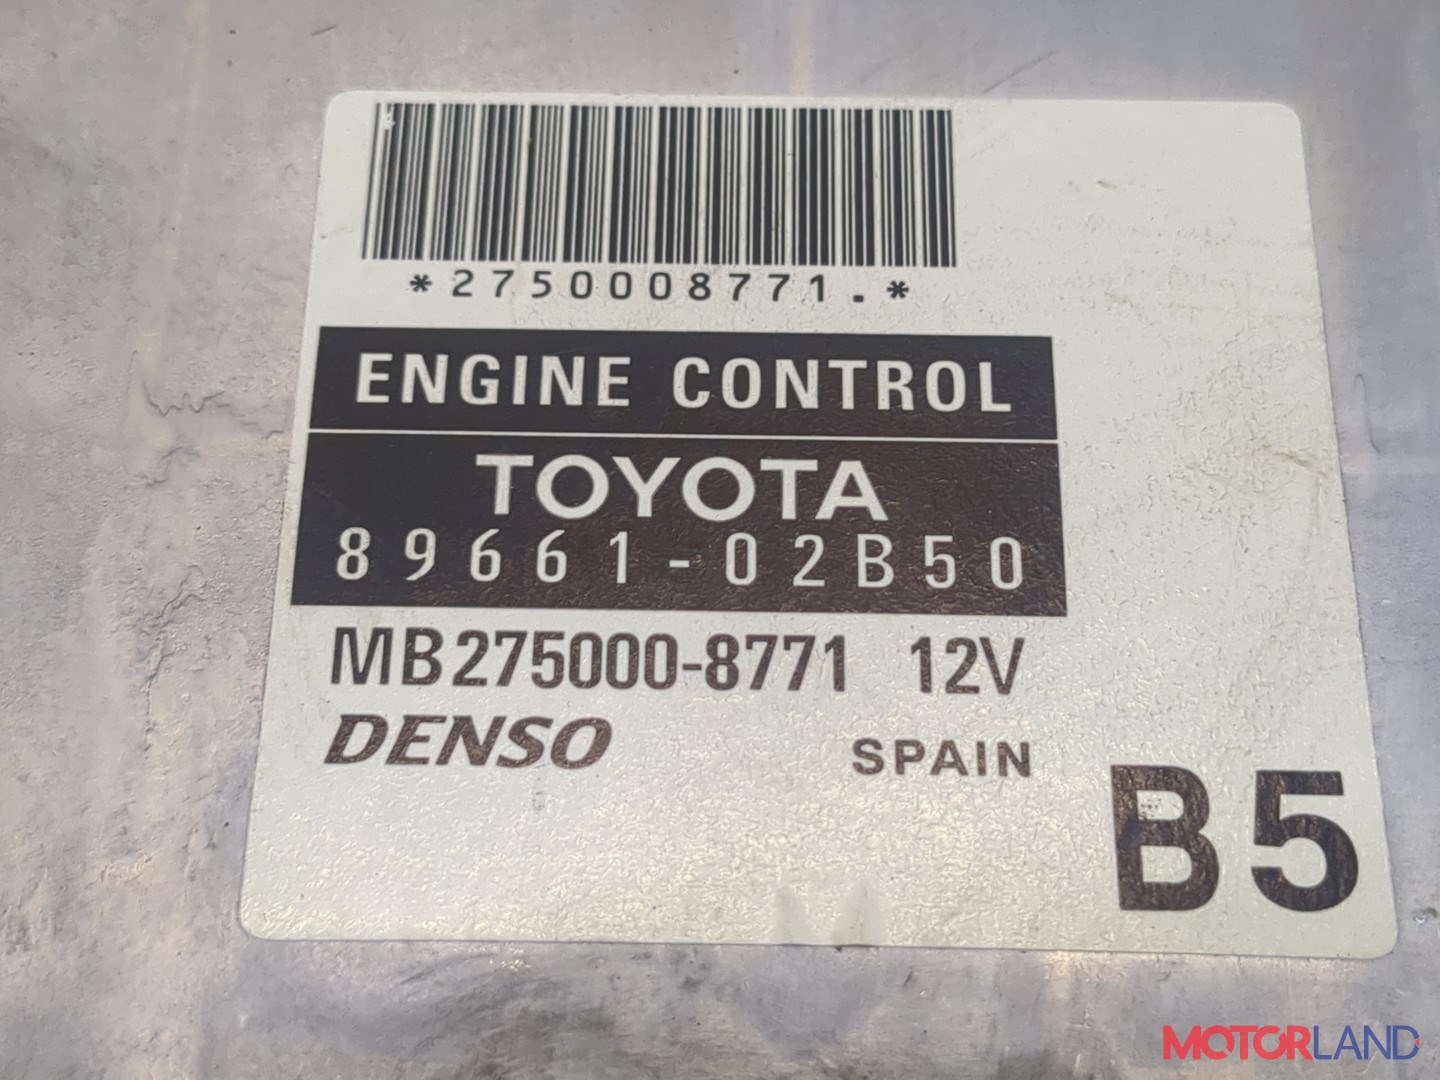 *2750008771.*
ENGINE CONTROL
TOYOTA
89661-02B50
MB275000-8771 12V
DENSO SPAIN
B5
MOTORLAND